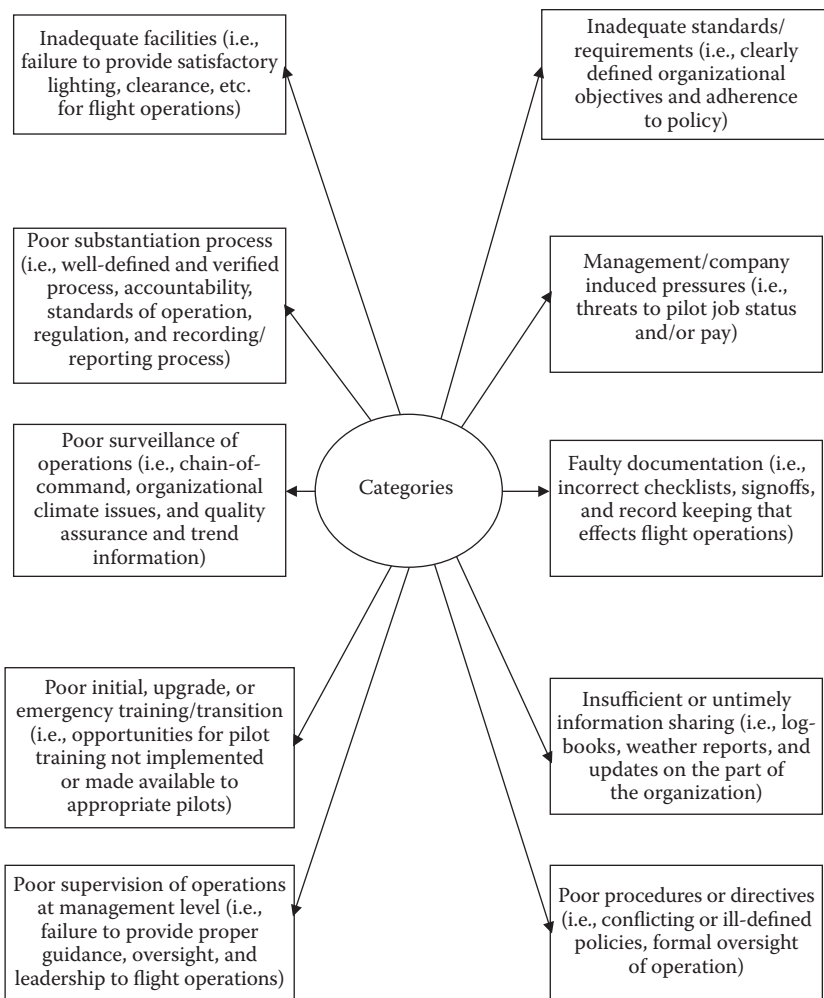 Inadequate facilities (i.e.,
failure to provide satisfactory
lighting, clearance, etc.
for flight operations)
Inadequate standards/
requirements (i.e., clearly
defined organizational
objectives and adherence
to policy)
Poor substantiation process
(i.e., well-defined and verified
process, accountability,
standards of operation,
regulation, and recording/
reporting process)
Management/company
induced pressures (i.e.,
threats to pilot job status
and/or pay)
Poor surveillance of
operations (i.e., chain-of-
command, organizational
climate issues, and quality
assurance and trend
information)
Categories
Faulty documentation (i.e.,
incorrect checklists, signoffs,
and record keeping that
effects flight operations)
Poor initial, upgrade, or
emergency training/transition
(i.e., opportunities for pilot
training not implemented
or made available to
appropriate pilots)
Insufficient or untimely
information sharing (i.e., log-
books, weather reports, and
updates on the part of
the organization)
Poor supervision of operations
at management level (i.e.,
failure to provide proper
guidance, oversight, and
leadership to flight operations)
Poor procedures or directives
(i.e., conflicting or ill-defined
policies, formal oversight
of operation)